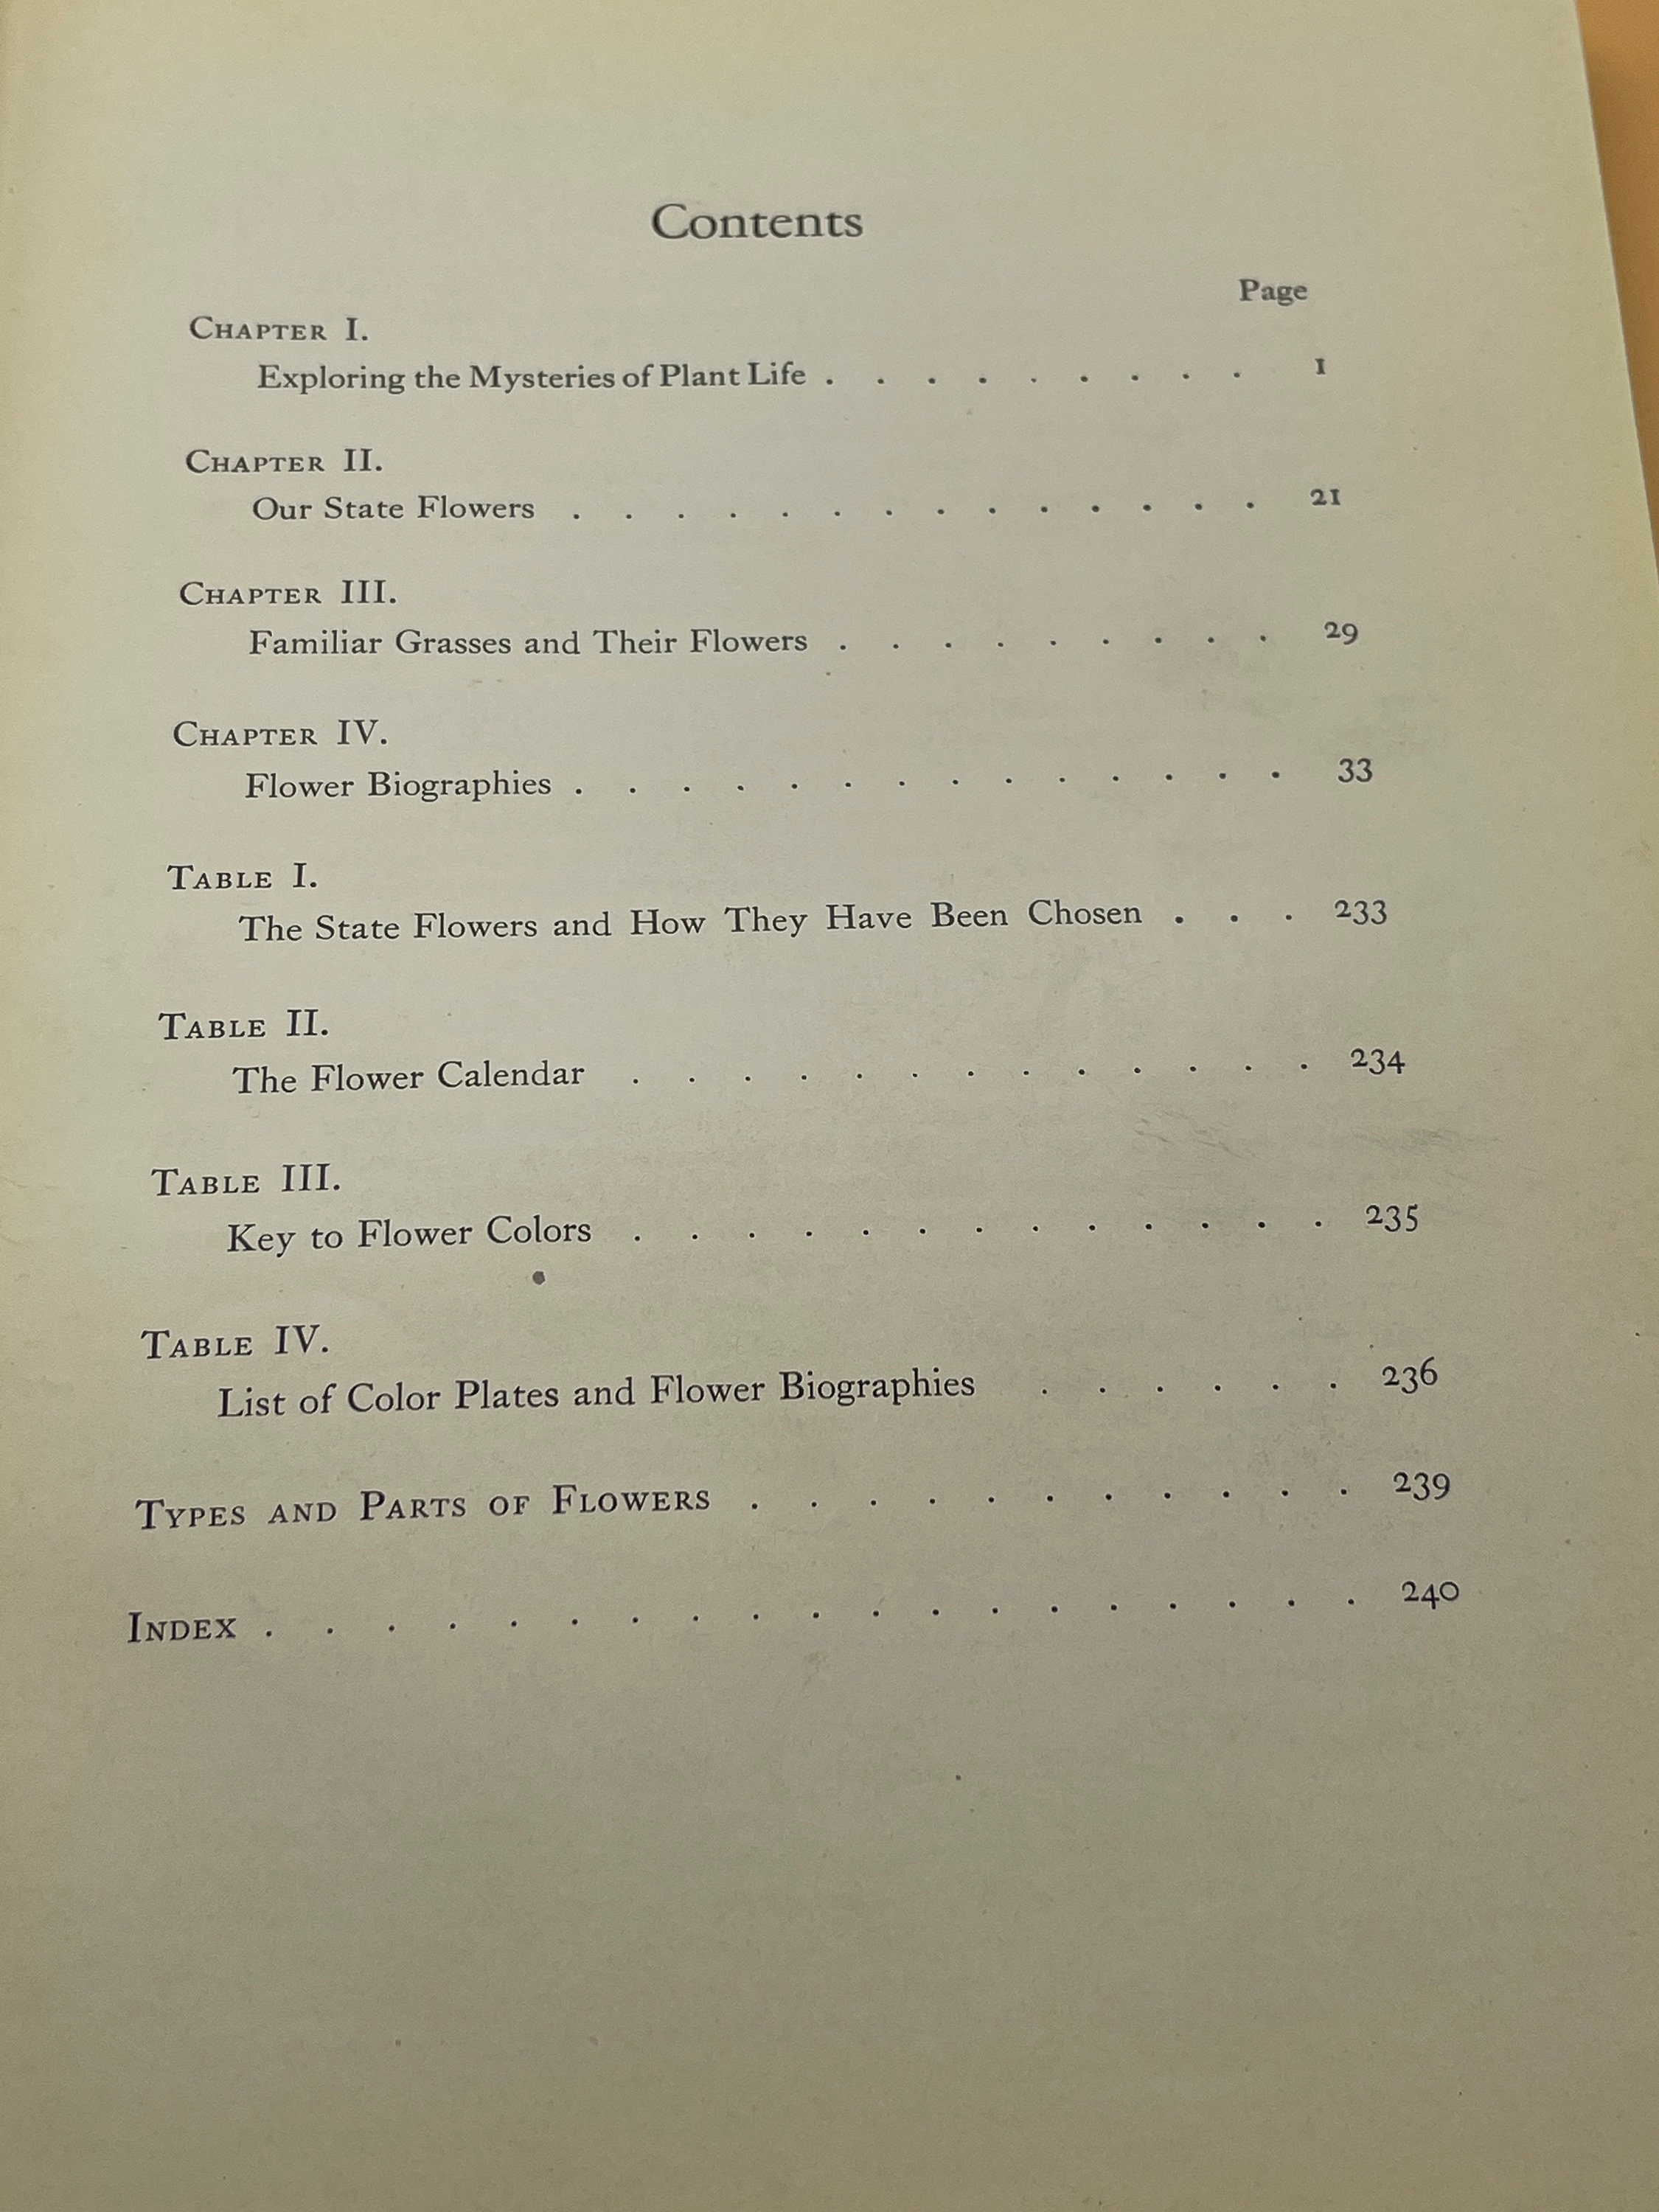 Contents
Page
Chapter I.
Exploring the Mysteries of Plant Life . . . . . . . . . 1
Chapter II.
Our State Flowers . . . . . . . . . . . . . . 21
Chapter III.
Familiar Grasses and Their Flowers . . . . . . . . . 29
Chapter IV.
Flower Biographies . . . . . . . . . . . . . . 33
Table I.
The State Flowers and How They Have Been Chosen . . . 233
Table II.
The Flower Calendar . . . . . . . . . . . . . 234
Table III.
Key to Flower Colors . . . . . . . . . . . . . 235
Table IV.
List of Color Plates and Flower Biographies . . . . . . 236
Types and Parts of Flowers . . . . . . . . . . . 239
Index . . . . . . . . . . . . . . . . . . . 240